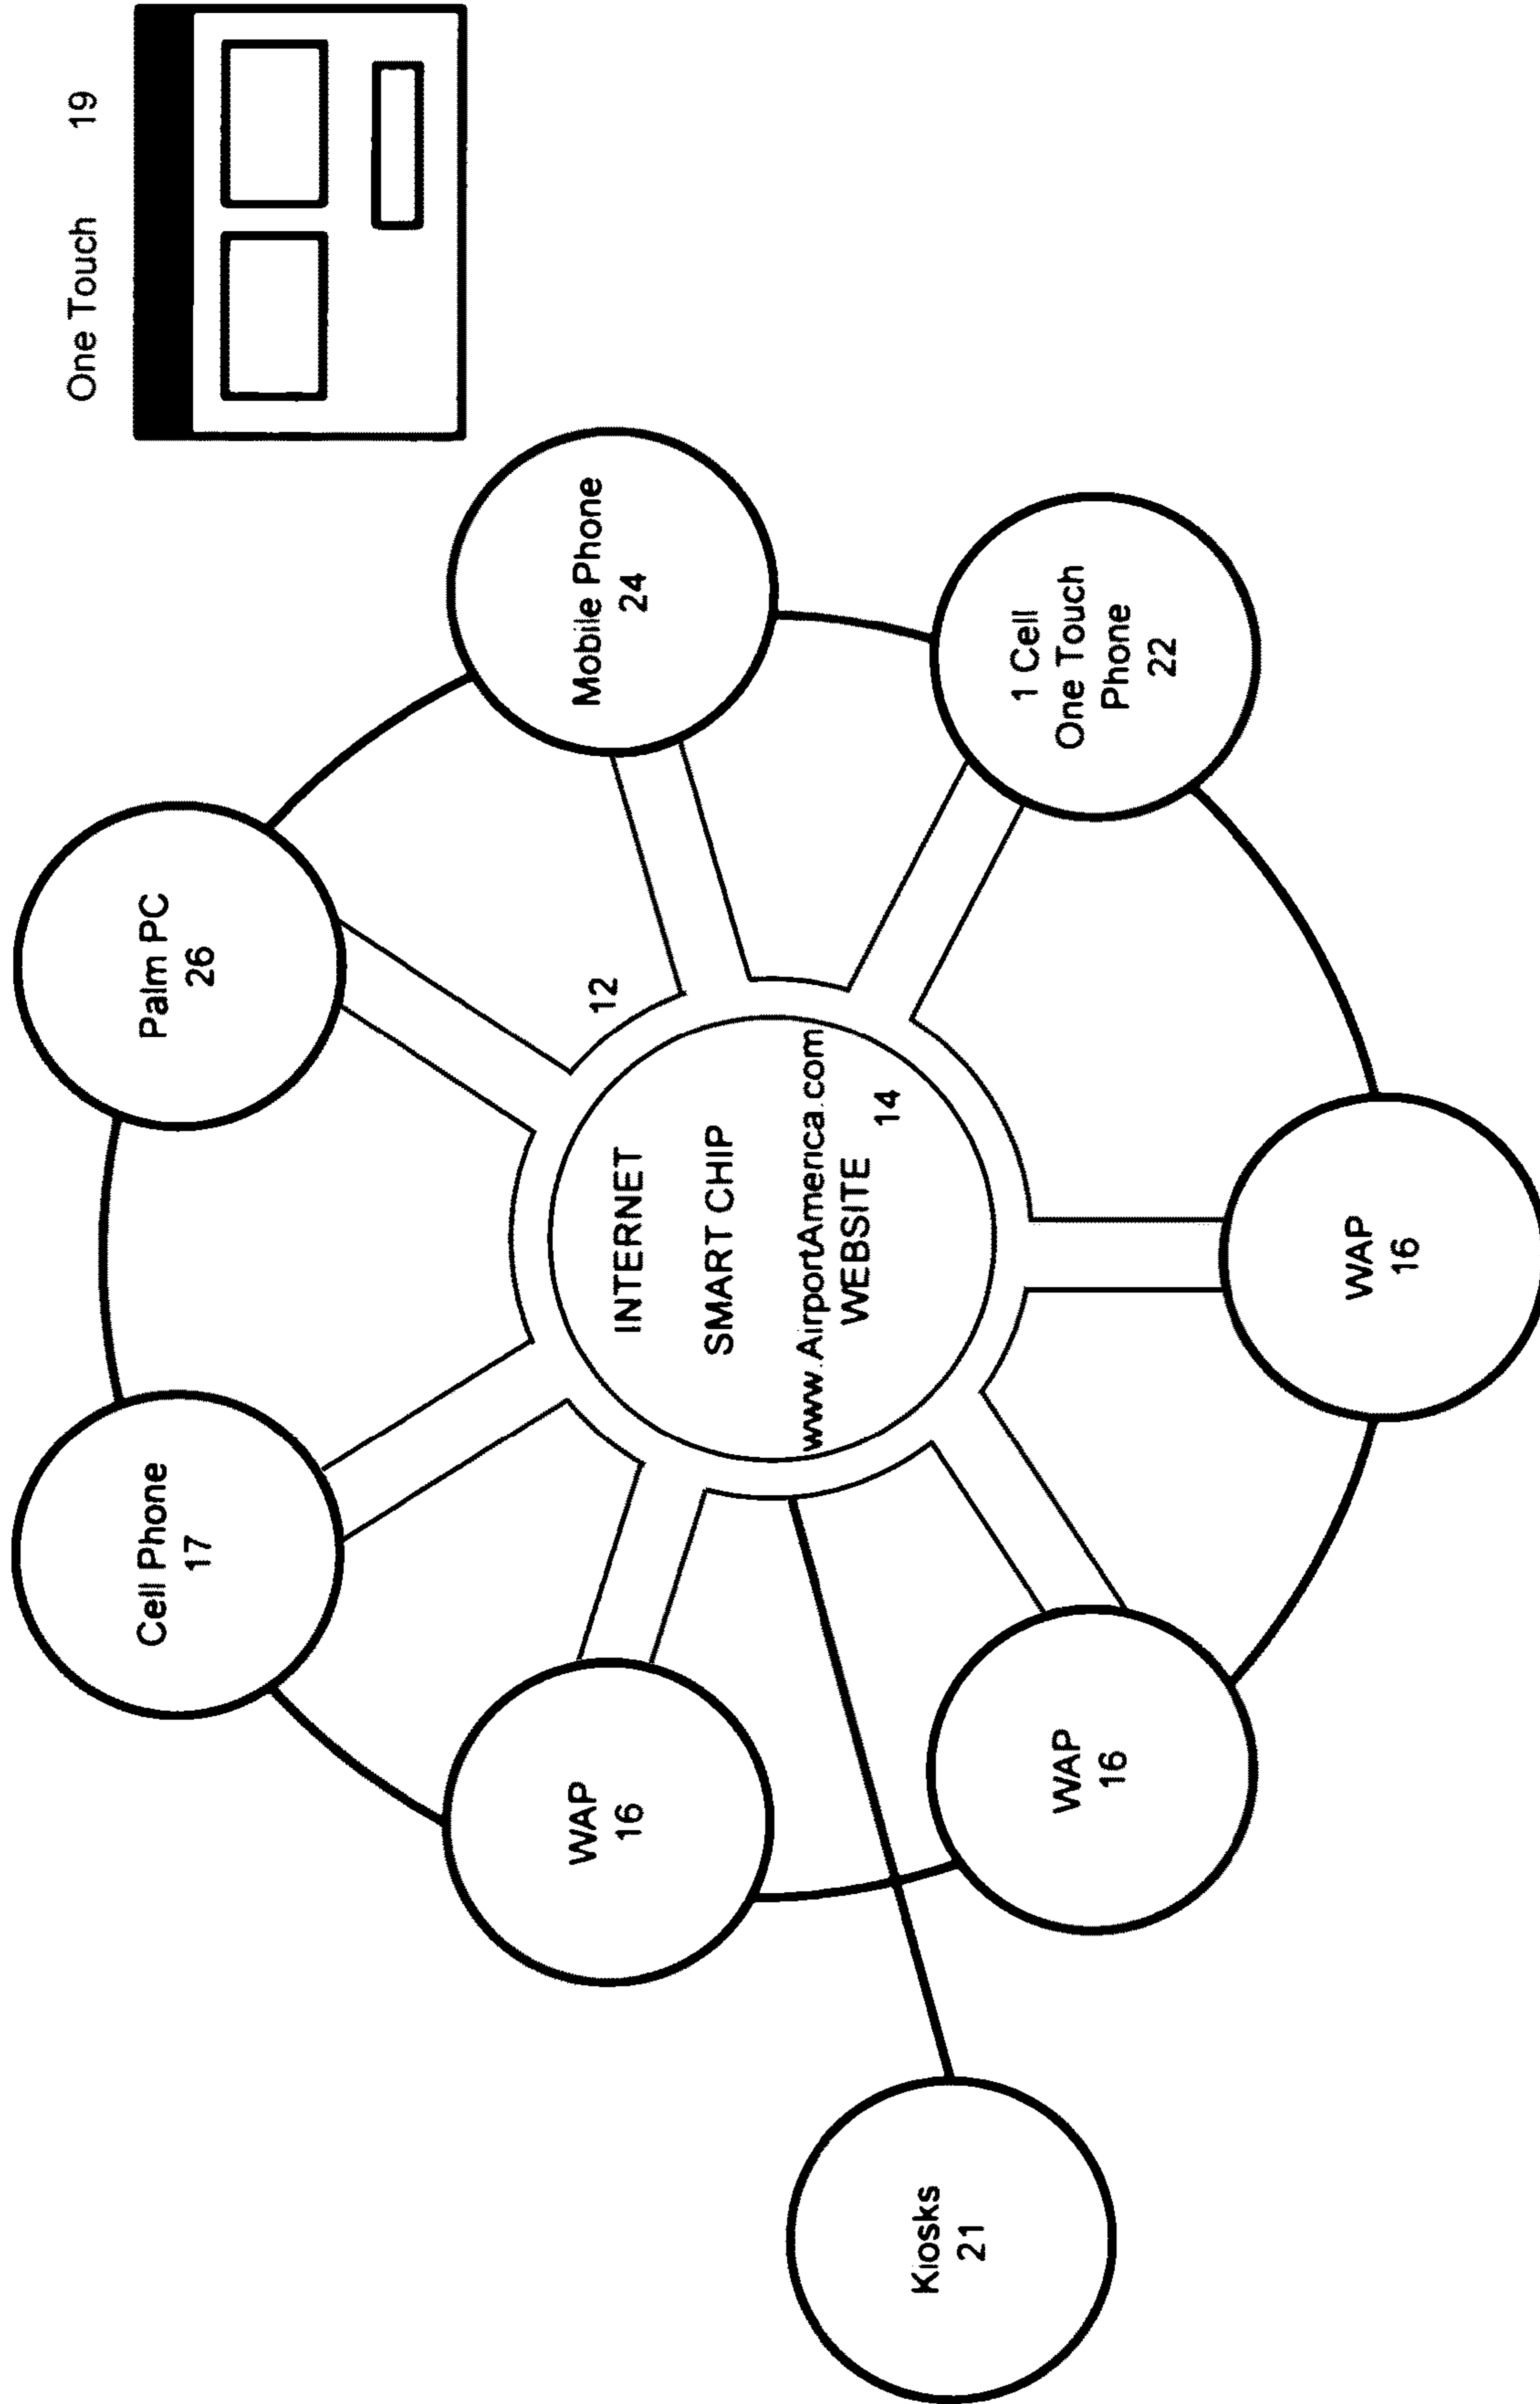 One Touch 19
Cell Phone
17
Palm PC
26
WAP
16
Mobile Phone
24
12
INTERNET
SMART CHIP
www.AirportAmerica.com
WEBSITE
14
Kiosks
21
WAP
16
1 Cell
One Touch
Phone
22
WAP
16